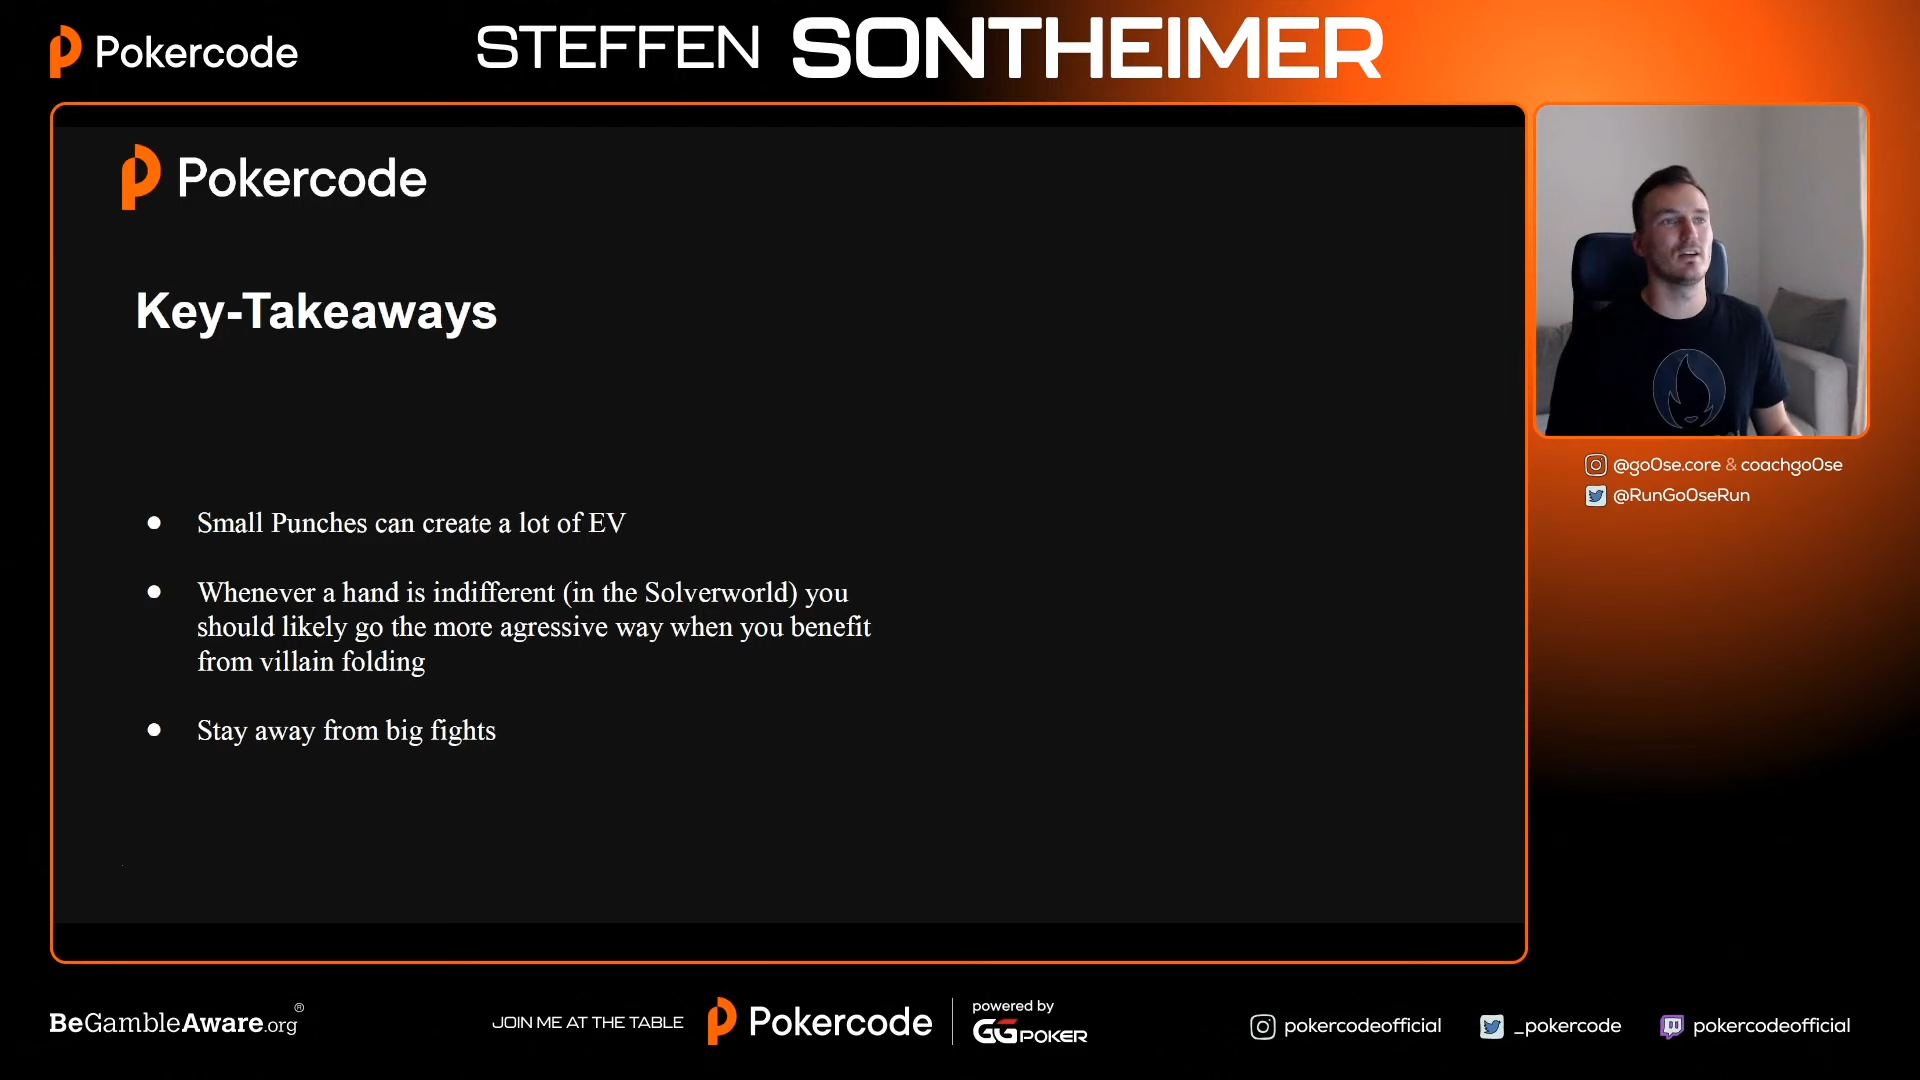 Pokercode
STEFFEN SONTHEIMER
Pokercode
Key-Takeaways
● Small Punches can create a lot of EV
● Whenever a hand is indifferent (in the Solverworld) you
should likely go the more agressive way when you benefit
from villain folding
● Stay away from big fights
@go0se.core & coachgo0se
@RunGo0seRun
BeGambleAware.org®
JOIN ME AT THE TABLE
Pokercode
powered by
GGPOKER
pokercodeofficial
_pokercode
pokercodeofficial